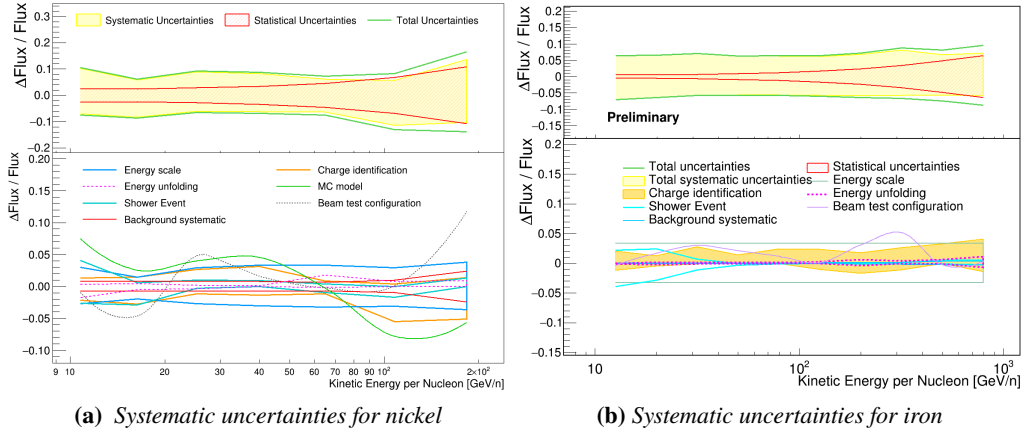 ΔFlux / Flux
0.3
0.2
0.1
0.0
−0.1
−0.2
Systematic Uncertainties Statistical Uncertainties Total Uncertainties
ΔFlux / Flux
0.20
0.15
0.10
0.05
0.00
−0.05
−0.10
Energy scale Charge identification
Energy unfolding MC model
Shower Event Beam test configuration
Background systematic
9 10 20 30 40 50 60 70 80 90 10² 2×10²
Kinetic Energy per Nucleon [GeV/n]
(a) Systematic uncertainties for nickel
ΔFlux / Flux
0.2
0.15
0.1
0.05
0
−0.05
−0.1
−0.15
Preliminary
ΔFlux / Flux
0.15
0.1
0.05
0
−0.05
−0.1
−0.15
Total uncertainties Statistical uncertainties
Total systematic uncertainties Energy scale
Charge identification Energy unfolding
Shower Event Beam test configuration
Background systematic
10 10² 10³
Kinetic Energy per Nucleon [GeV/n]
(b) Systematic uncertainties for iron